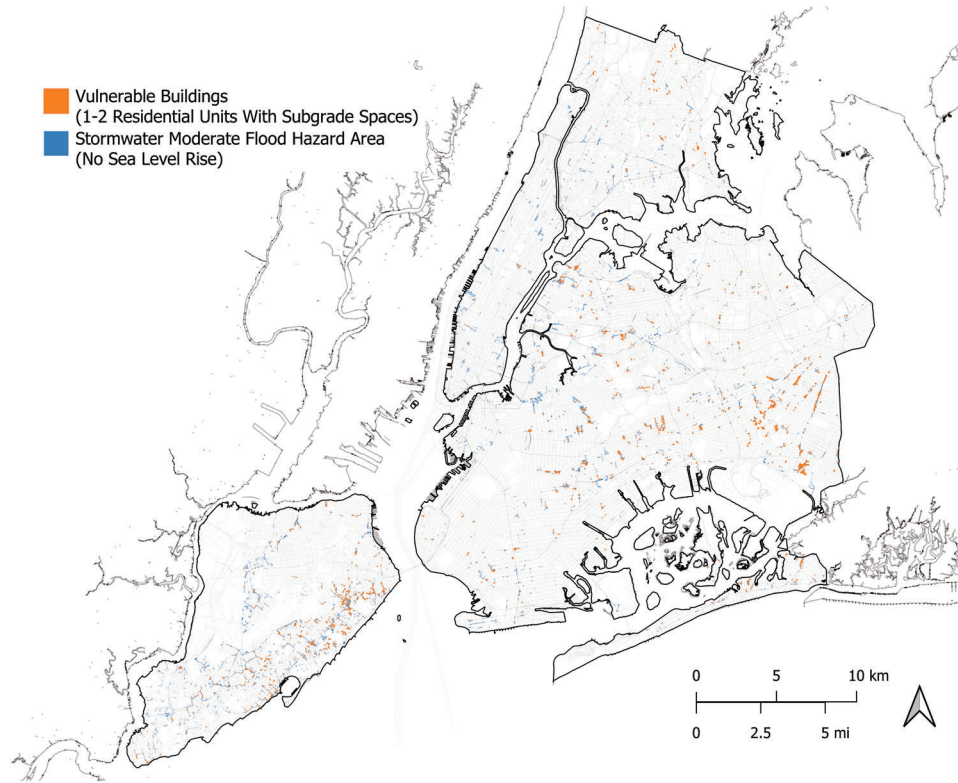 Vulnerable Buildings
(1-2 Residential Units With Subgrade Spaces)
Stormwater Moderate Flood Hazard Area
(No Sea Level Rise)
0 5 10 km
0 2.5 5 mi